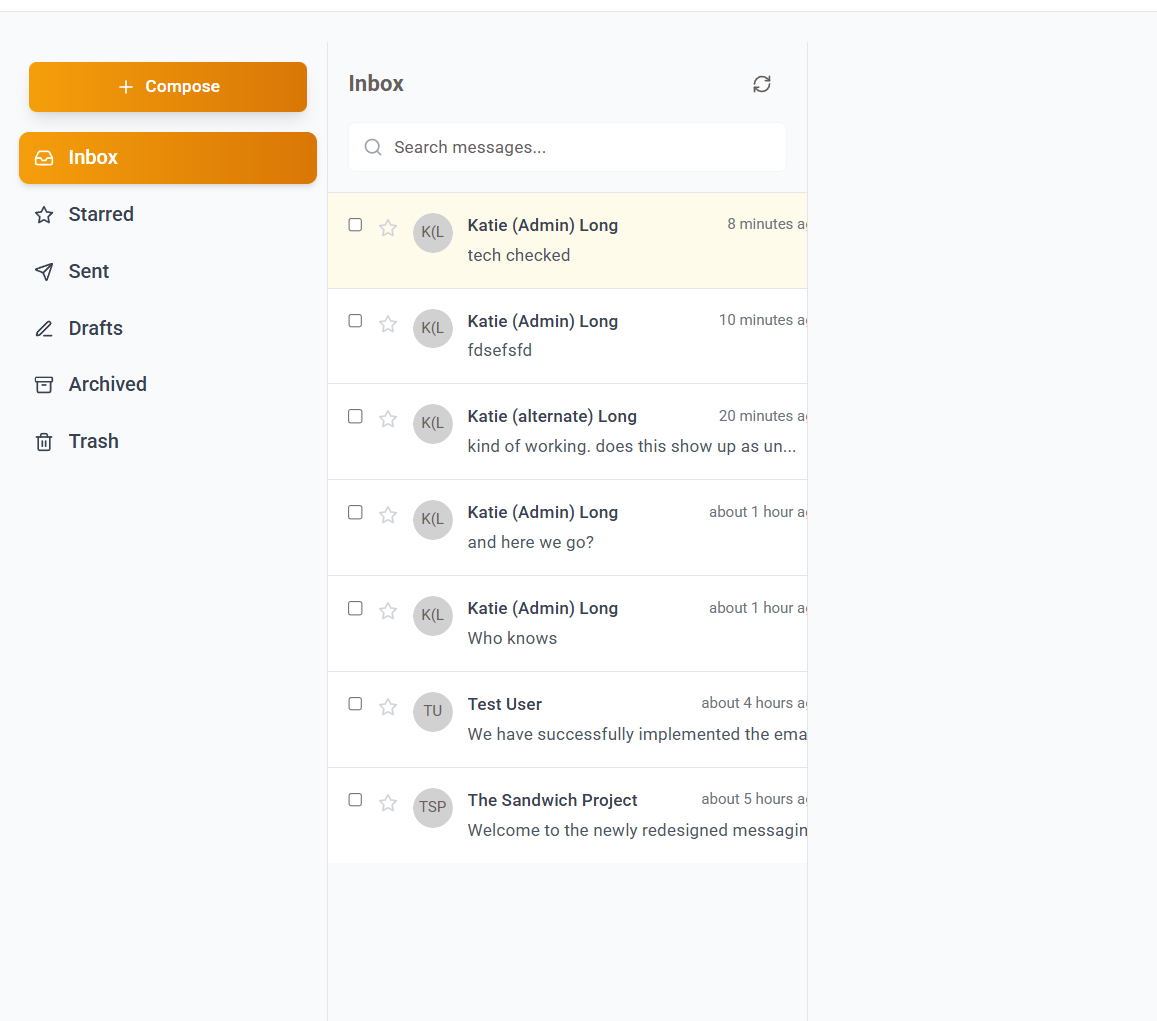 Compose
Inbox
Starred
Sent
Drafts
Archived
Trash
Inbox
Search messages...
K(L Katie (Admin) Long 8 minutes a
tech checked
K(L Katie (Admin) Long 10 minutes a
fdsefsfd
K(L Katie (alternate) Long 20 minutes a
kind of working. does this show up as un...
K(L Katie (Admin) Long about 1 hour a
and here we go?
K(L Katie (Admin) Long about 1 hour a
Who knows
TU Test User about 4 hours a
We have successfully implemented the ema
TSP The Sandwich Project about 5 hours a
Welcome to the newly redesigned messagin